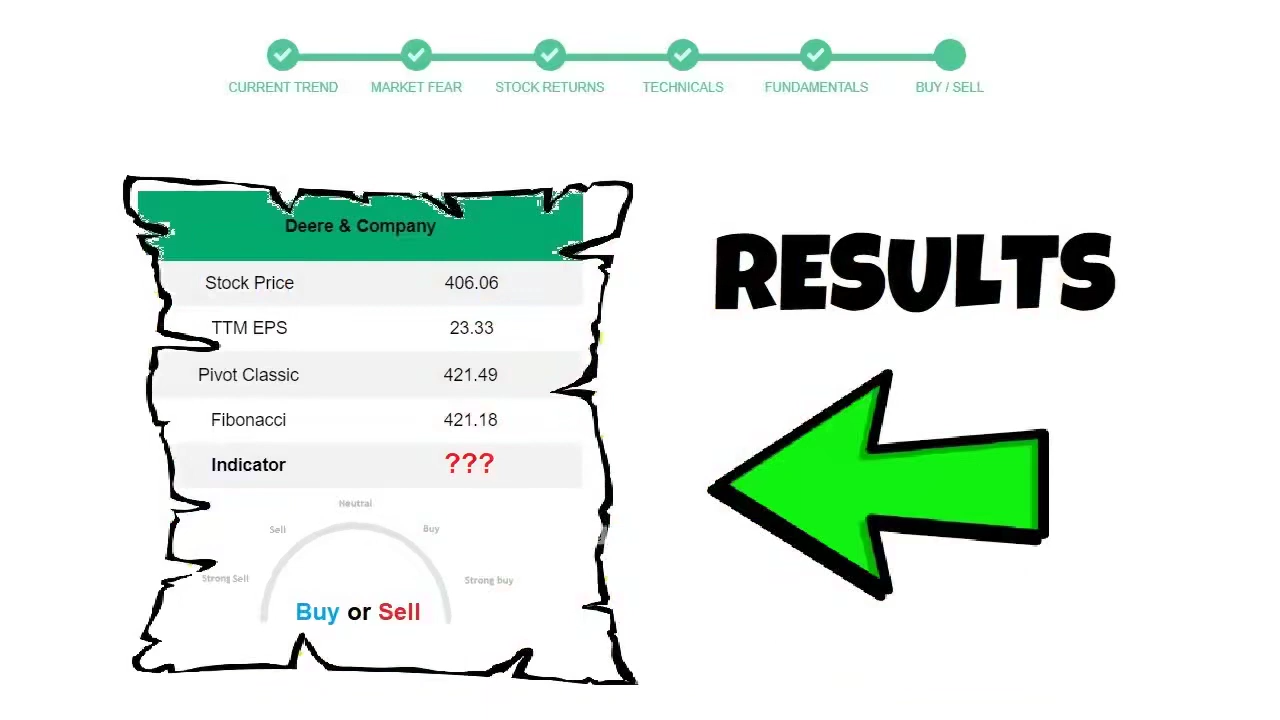 CURRENT TREND MARKET FEAR STOCK RETURNS TECHNICALS FUNDAMENTALS BUY / SELL
Deere & Company
RESULTS
Stock Price 406.06
TTM EPS 23.33
Pivot Classic 421.49
Fibonacci 421.18
Indicator ???
Neutral
Sell Buy
Strong Sell Strong buy
Buy or Sell